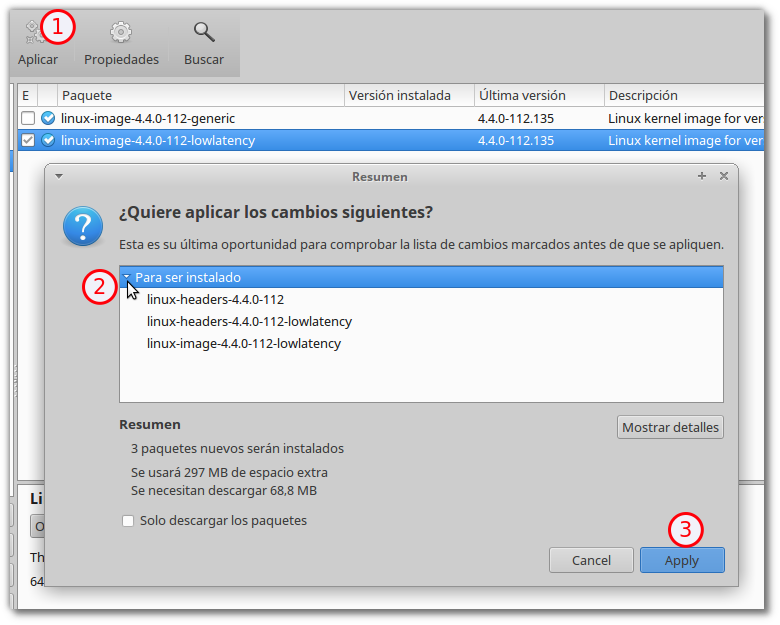 1
Aplicar Propiedades Buscar
E Paquete Versión instalada Última versión Descripción
linux-image-4.4.0-112-generic 4.4.0-112.135 Linux kernel image for ver
linux-image-4.4.0-112-lowlatency 4.4.0-112.135 Linux kernel image for ver
Resumen
¿Quiere aplicar los cambios siguientes?
Esta es su última oportunidad para comprobar la lista de cambios marcados antes de que se apliquen.
2
Para ser instalado
linux-headers-4.4.0-112
linux-headers-4.4.0-112-lowlatency
linux-image-4.4.0-112-lowlatency
Resumen
Mostrar detalles
3 paquetes nuevos serán instalados
Se usará 297 MB de espacio extra
Se necesitan descargar 68,8 MB
Li
Solo descargar los paquetes
3
Th
Cancel Apply
64